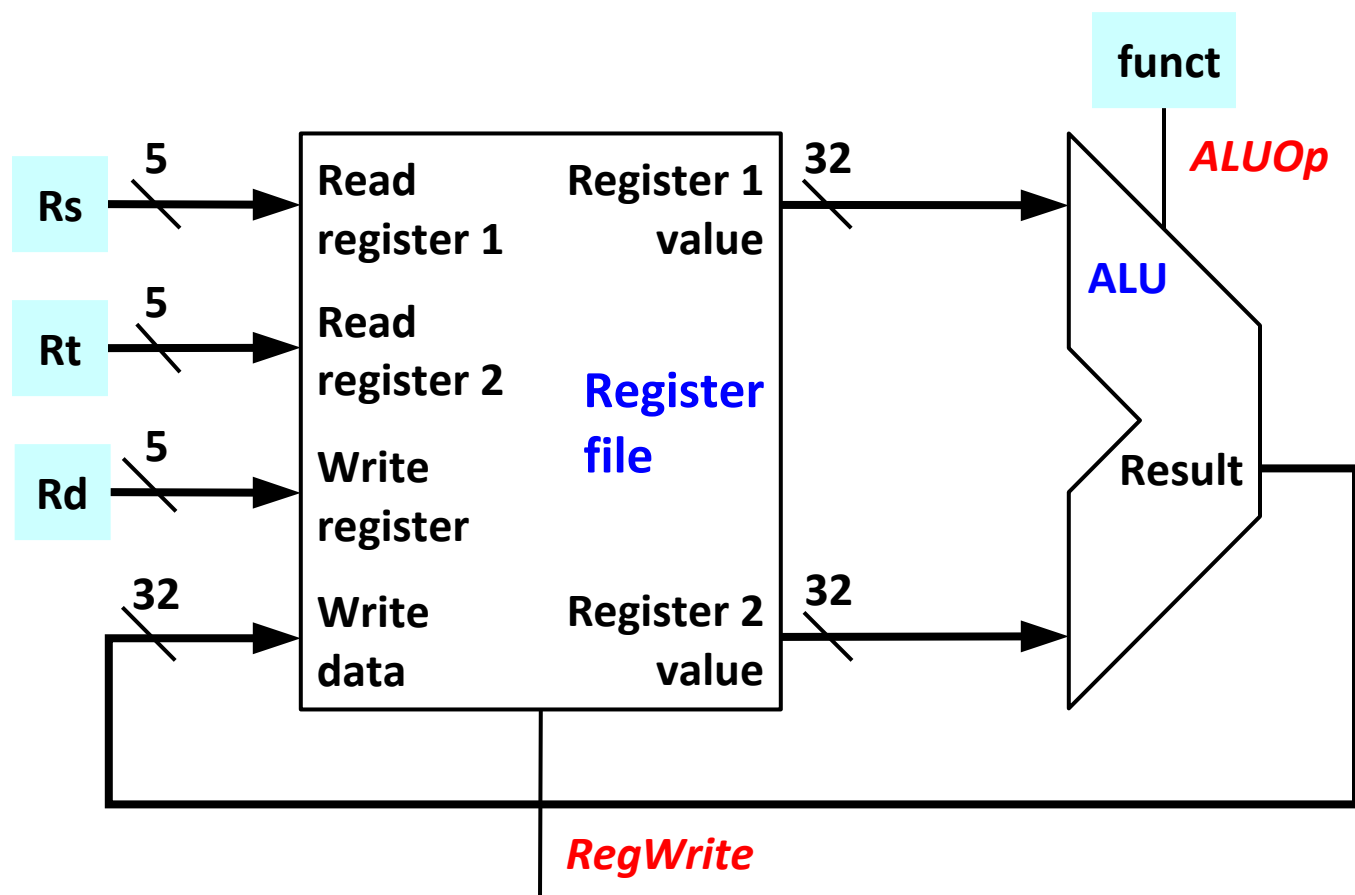 funct
ALUOp
5
Rs
Read
register 1
Register 1
value
32
ALU
5
Rt
Read
register 2
Register
file
5
Rd
Write
register
Result
32
Write
data
Register 2
value
32
RegWrite